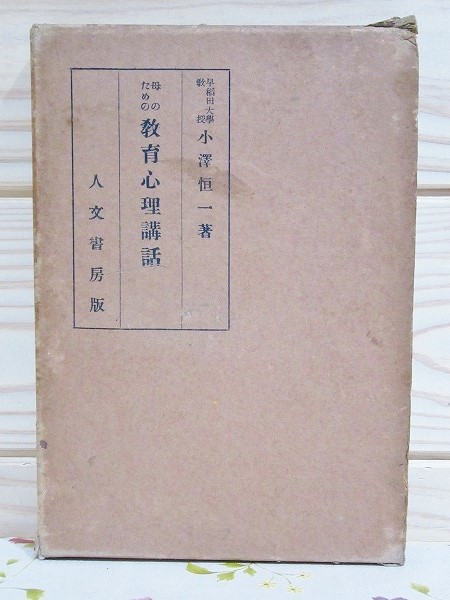 早稲田大學
教授
小澤恒一著
母の
ための
教育心理講話
人文書房版